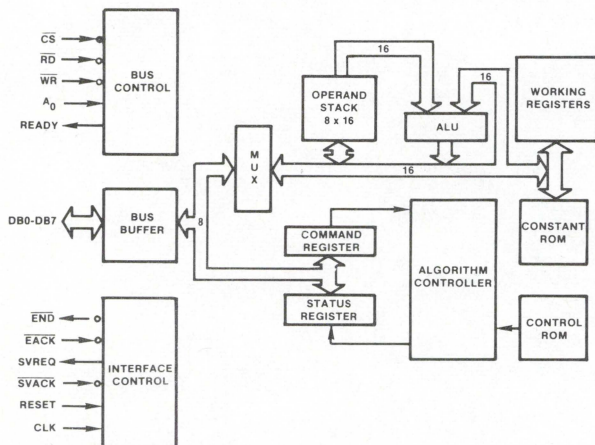 CS
RD
WR
A0
READY
BUS
CONTROL
16
OPERAND
STACK
8 x 16
16
ALU
WORKING
REGISTERS
MUX
16
DB0-DB7
BUS
BUFFER
8
COMMAND
REGISTER
ALGORITHM
CONTROLLER
CONSTANT
ROM
STATUS
REGISTER
CONTROL
ROM
END
EACK
SVREQ
SVACK
RESET
CLK
INTERFACE
CONTROL